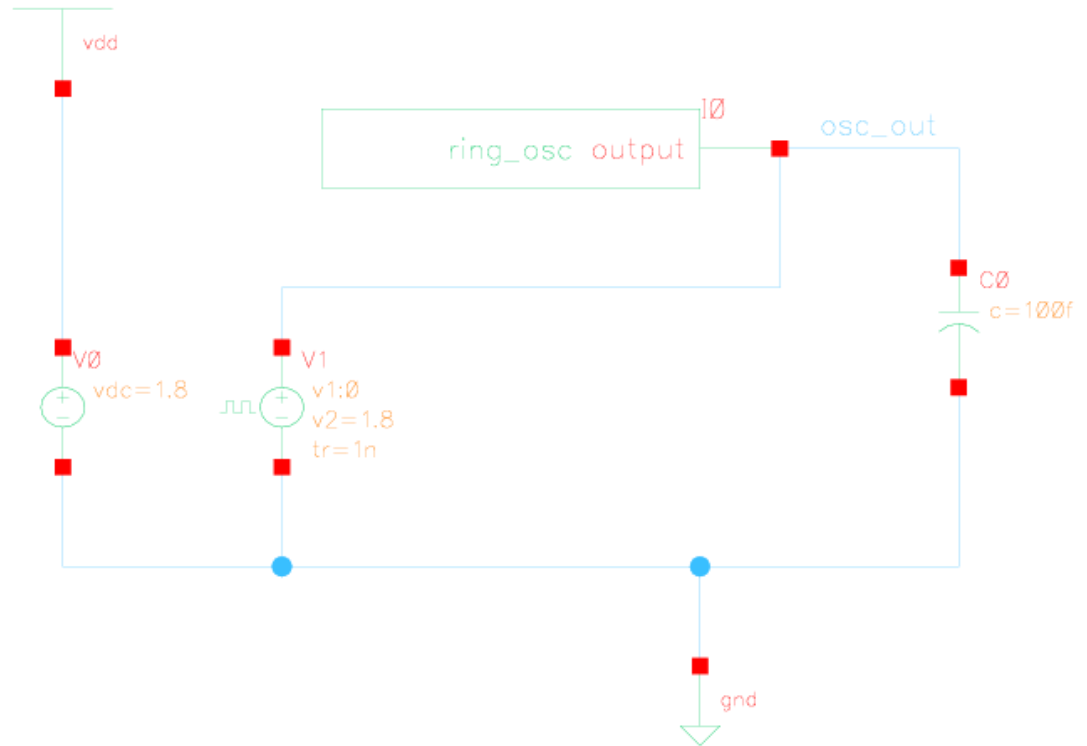 vdd
I0
ring_osc output
osc_out
C0
c=100f
V0
vdc=1.8
V1
v1:0
v2=1.8
tr=1n
gnd